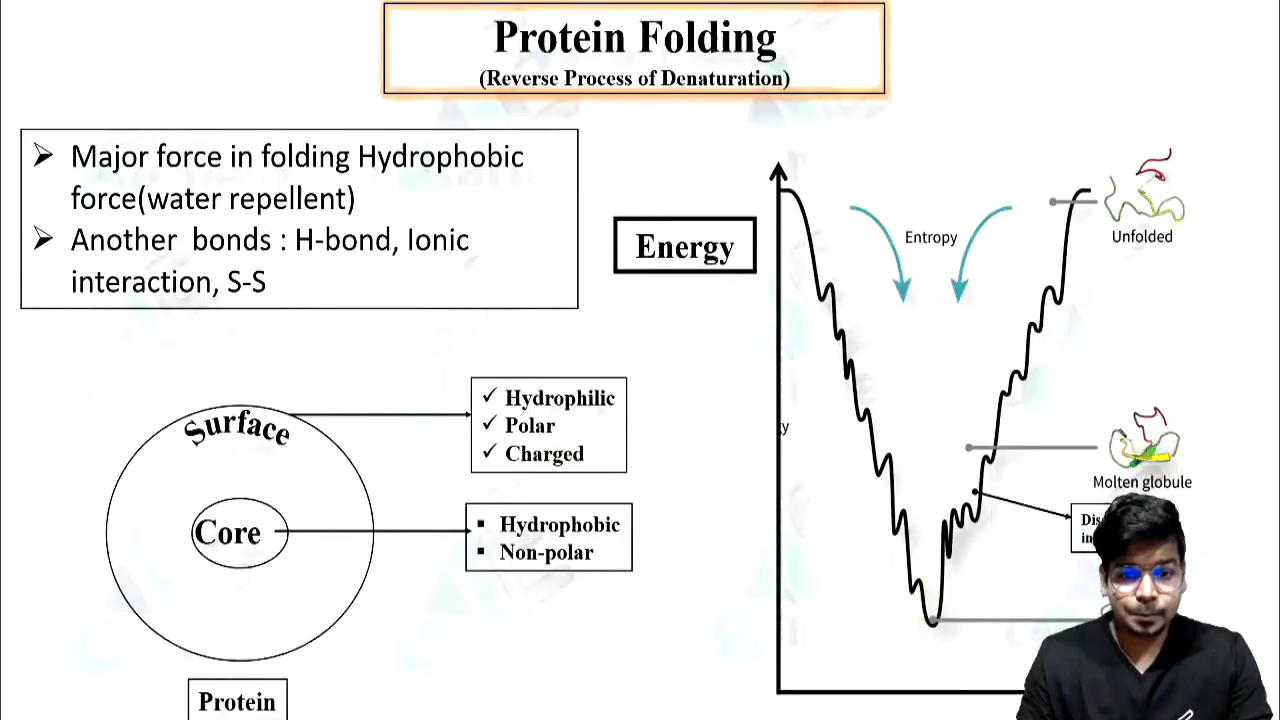 Protein Folding
(Reverse Process of Denaturation)
➢ Major force in folding Hydrophobic
force(water repellent)
➢ Another bonds : H-bond, Ionic
interaction, S-S
Energy
Entropy
Unfolded
Surface
Core
✓ Hydrophilic
✓ Polar
✓ Charged
▪ Hydrophobic
▪ Non-polar
Protein
Molten globule